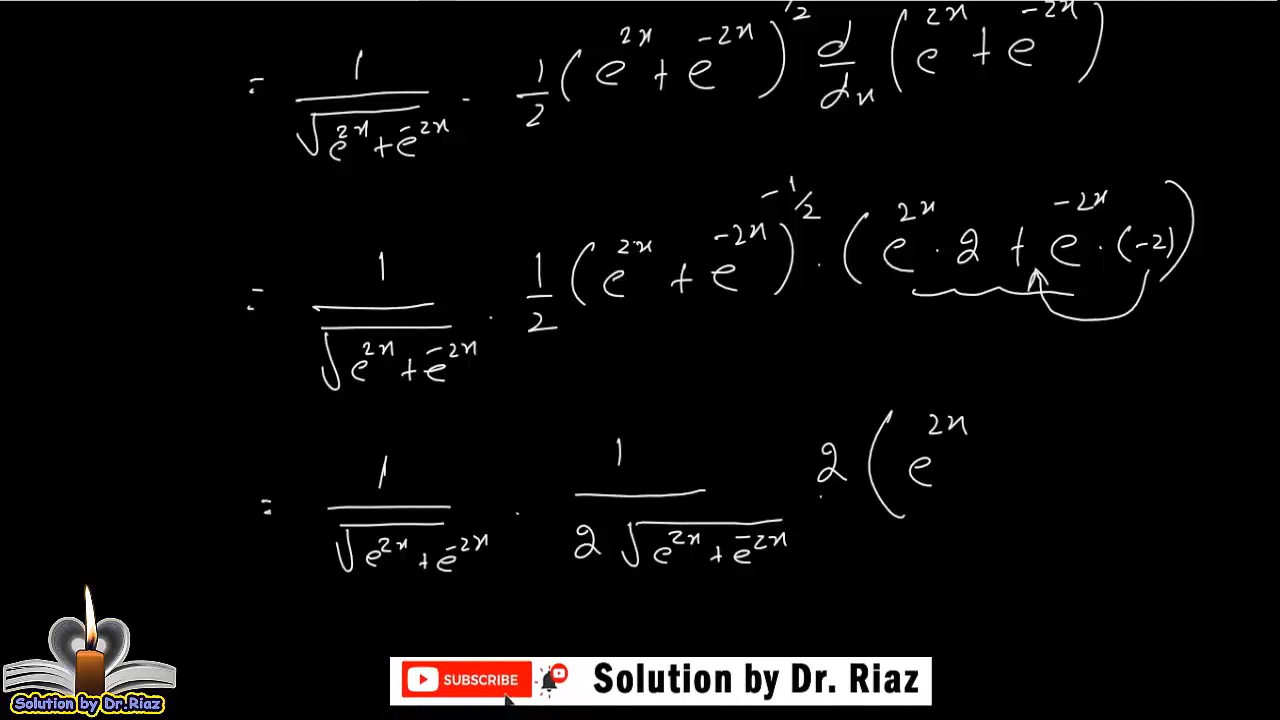 = 1/√(e^{2x} + e^{-2x}) · 1/2 (e^{2x} + e^{-2x})^{1/2} d/dx (e^{2x} + e^{-2x})
= 1/√(e^{2x} + e^{-2x}) · 1/2 (e^{2x} + e^{-2x})^{-1/2} · (e^{2x} · 2 + e^{-2x} · (-2))
= 1/√(e^{2x} + e^{-2x}) · 1/(2√(e^{2x} + e^{-2x})) 2 (e^{2x}
Solution by Dr.Riaz
SUBSCRIBE
Solution by Dr. Riaz